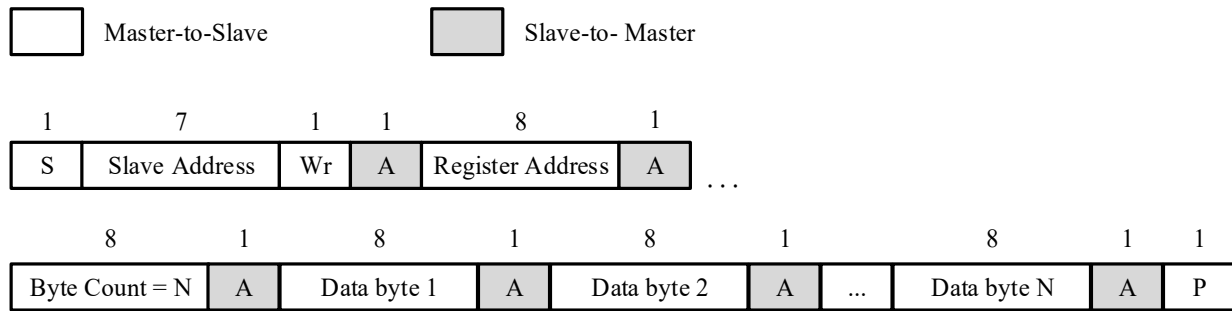 Master-to-Slave Slave-to- Master
1 7 1 1 8 1
S Slave Address Wr A Register Address A ...
8 1 8 1 8 1 8 1 1
Byte Count = N A Data byte 1 A Data byte 2 A ... Data byte N A P